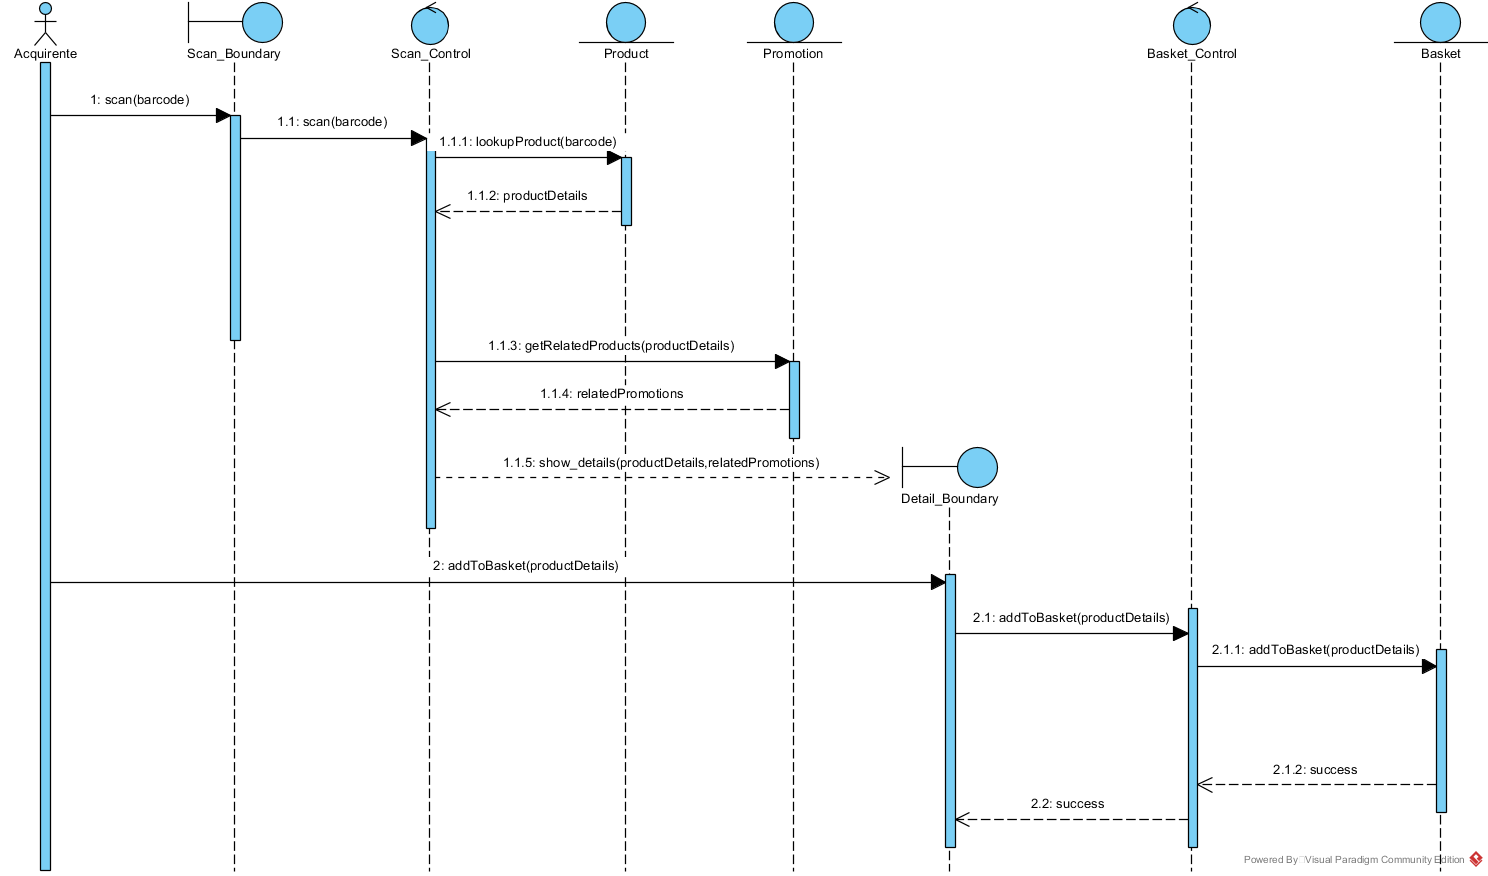 Acquirente
Scan_Boundary
Scan_Control
Product
Promotion
Basket_Control
Basket
1: scan(barcode)
1.1: scan(barcode)
1.1.1: lookupProduct(barcode)
1.1.2: productDetails
1.1.3: getRelatedProducts(productDetails)
1.1.4: relatedPromotions
1.1.5: show_details(productDetails,relatedPromotions)
Detail_Boundary
2: addToBasket(productDetails)
2.1: addToBasket(productDetails)
2.1.1: addToBasket(productDetails)
2.1.2: success
2.2: success
Powered By Visual Paradigm Community Edition